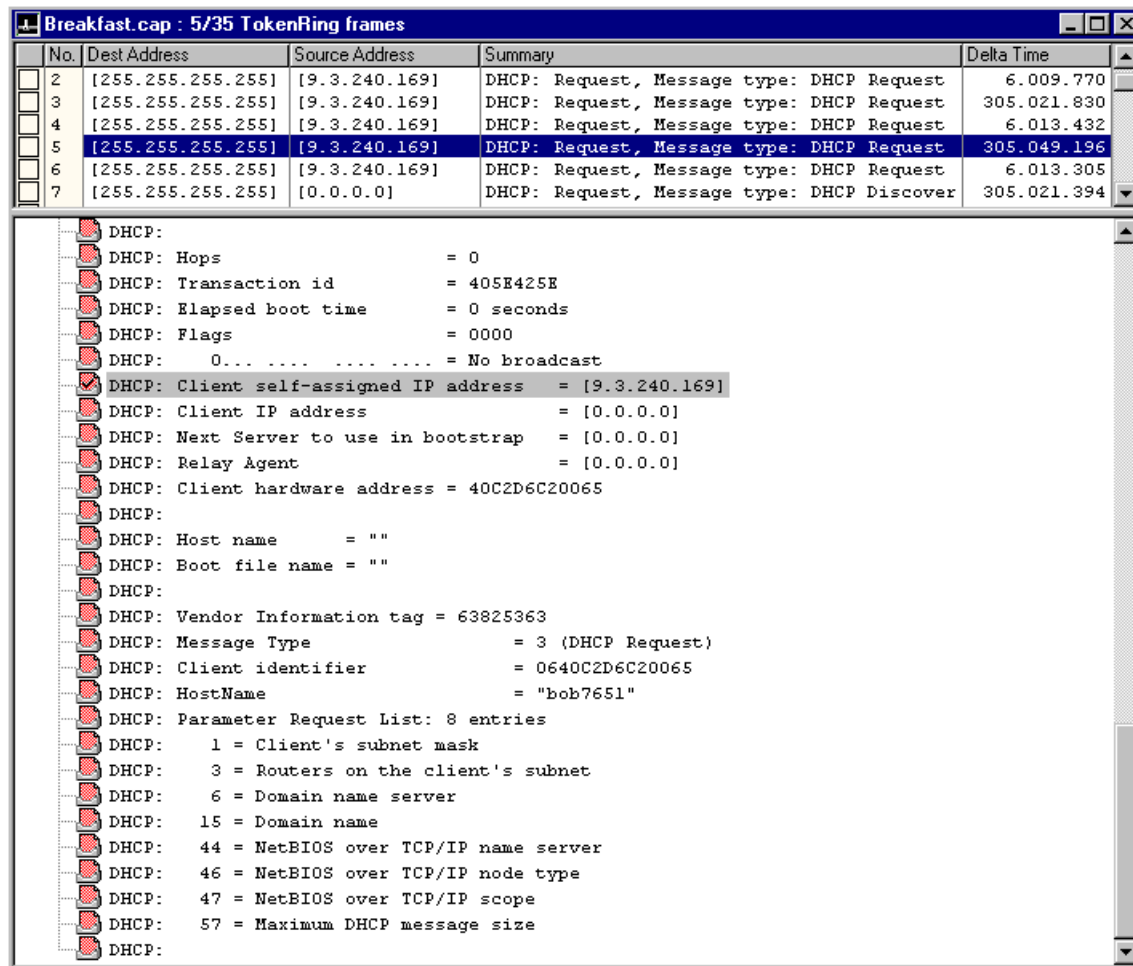 Breakfast.cap : 5/35 TokenRing frames
No. Dest Address Source Address Summary Delta Time
2 [255.255.255.255] [9.3.240.169] DHCP: Request, Message type: DHCP Request 6.009.770
3 [255.255.255.255] [9.3.240.169] DHCP: Request, Message type: DHCP Request 305.021.830
4 [255.255.255.255] [9.3.240.169] DHCP: Request, Message type: DHCP Request 6.013.432
5 [255.255.255.255] [9.3.240.169] DHCP: Request, Message type: DHCP Request 305.049.196
6 [255.255.255.255] [9.3.240.169] DHCP: Request, Message type: DHCP Request 6.013.305
7 [255.255.255.255] [0.0.0.0] DHCP: Request, Message type: DHCP Discover 305.021.394
DHCP:
DHCP: Hops = 0
DHCP: Transaction id = 405E425E
DHCP: Elapsed boot time = 0 seconds
DHCP: Flags = 0000
DHCP: 0... .... .... .... = No broadcast
DHCP: Client self-assigned IP address = [9.3.240.169]
DHCP: Client IP address = [0.0.0.0]
DHCP: Next Server to use in bootstrap = [0.0.0.0]
DHCP: Relay Agent = [0.0.0.0]
DHCP: Client hardware address = 40C2D6C20065
DHCP:
DHCP: Host name = ""
DHCP: Boot file name = ""
DHCP:
DHCP: Vendor Information tag = 63825363
DHCP: Message Type = 3 (DHCP Request)
DHCP: Client identifier = 0640C2D6C20065
DHCP: HostName = "bob7651"
DHCP: Parameter Request List: 8 entries
DHCP: 1 = Client's subnet mask
DHCP: 3 = Routers on the client's subnet
DHCP: 6 = Domain name server
DHCP: 15 = Domain name
DHCP: 44 = NetBIOS over TCP/IP name server
DHCP: 46 = NetBIOS over TCP/IP node type
DHCP: 47 = NetBIOS over TCP/IP scope
DHCP: 57 = Maximum DHCP message size
DHCP: